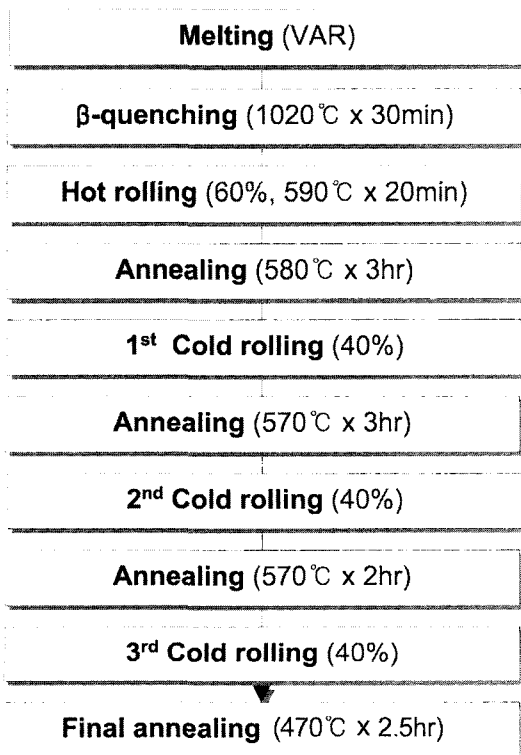 Melting (VAR)
β-quenching (1020℃ x 30min)
Hot rolling (60%, 590℃ x 20min)
Annealing (580℃ x 3hr)
1st Cold rolling (40%)
Annealing (570℃ x 3hr)
2nd Cold rolling (40%)
Annealing (570℃ x 2hr)
3rd Cold rolling (40%)
Final annealing (470℃ x 2.5hr)